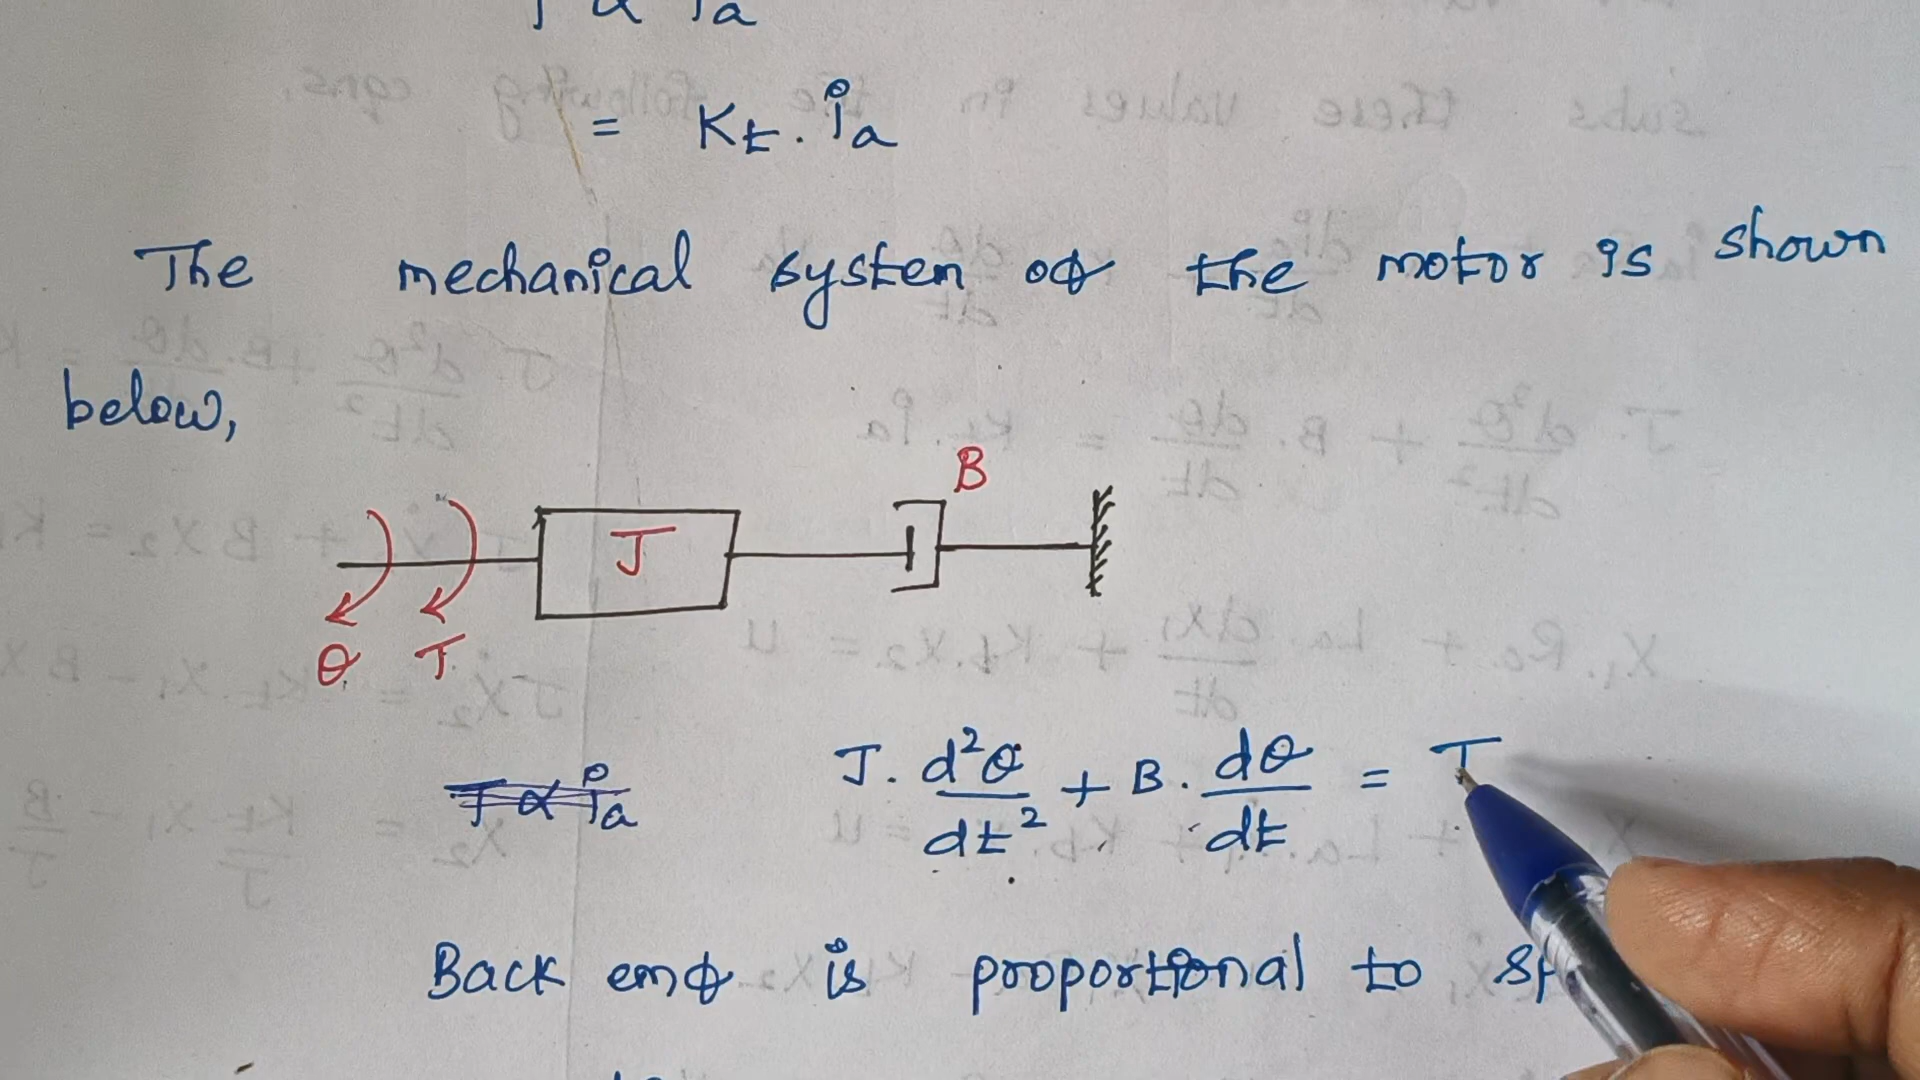 T ∝ ia
= Kt . ia
The mechanical system of the motor is shown
below,
B
J
θ T
J . d²θ/dt² + B . dθ/dt = T
Back emf is proportional to